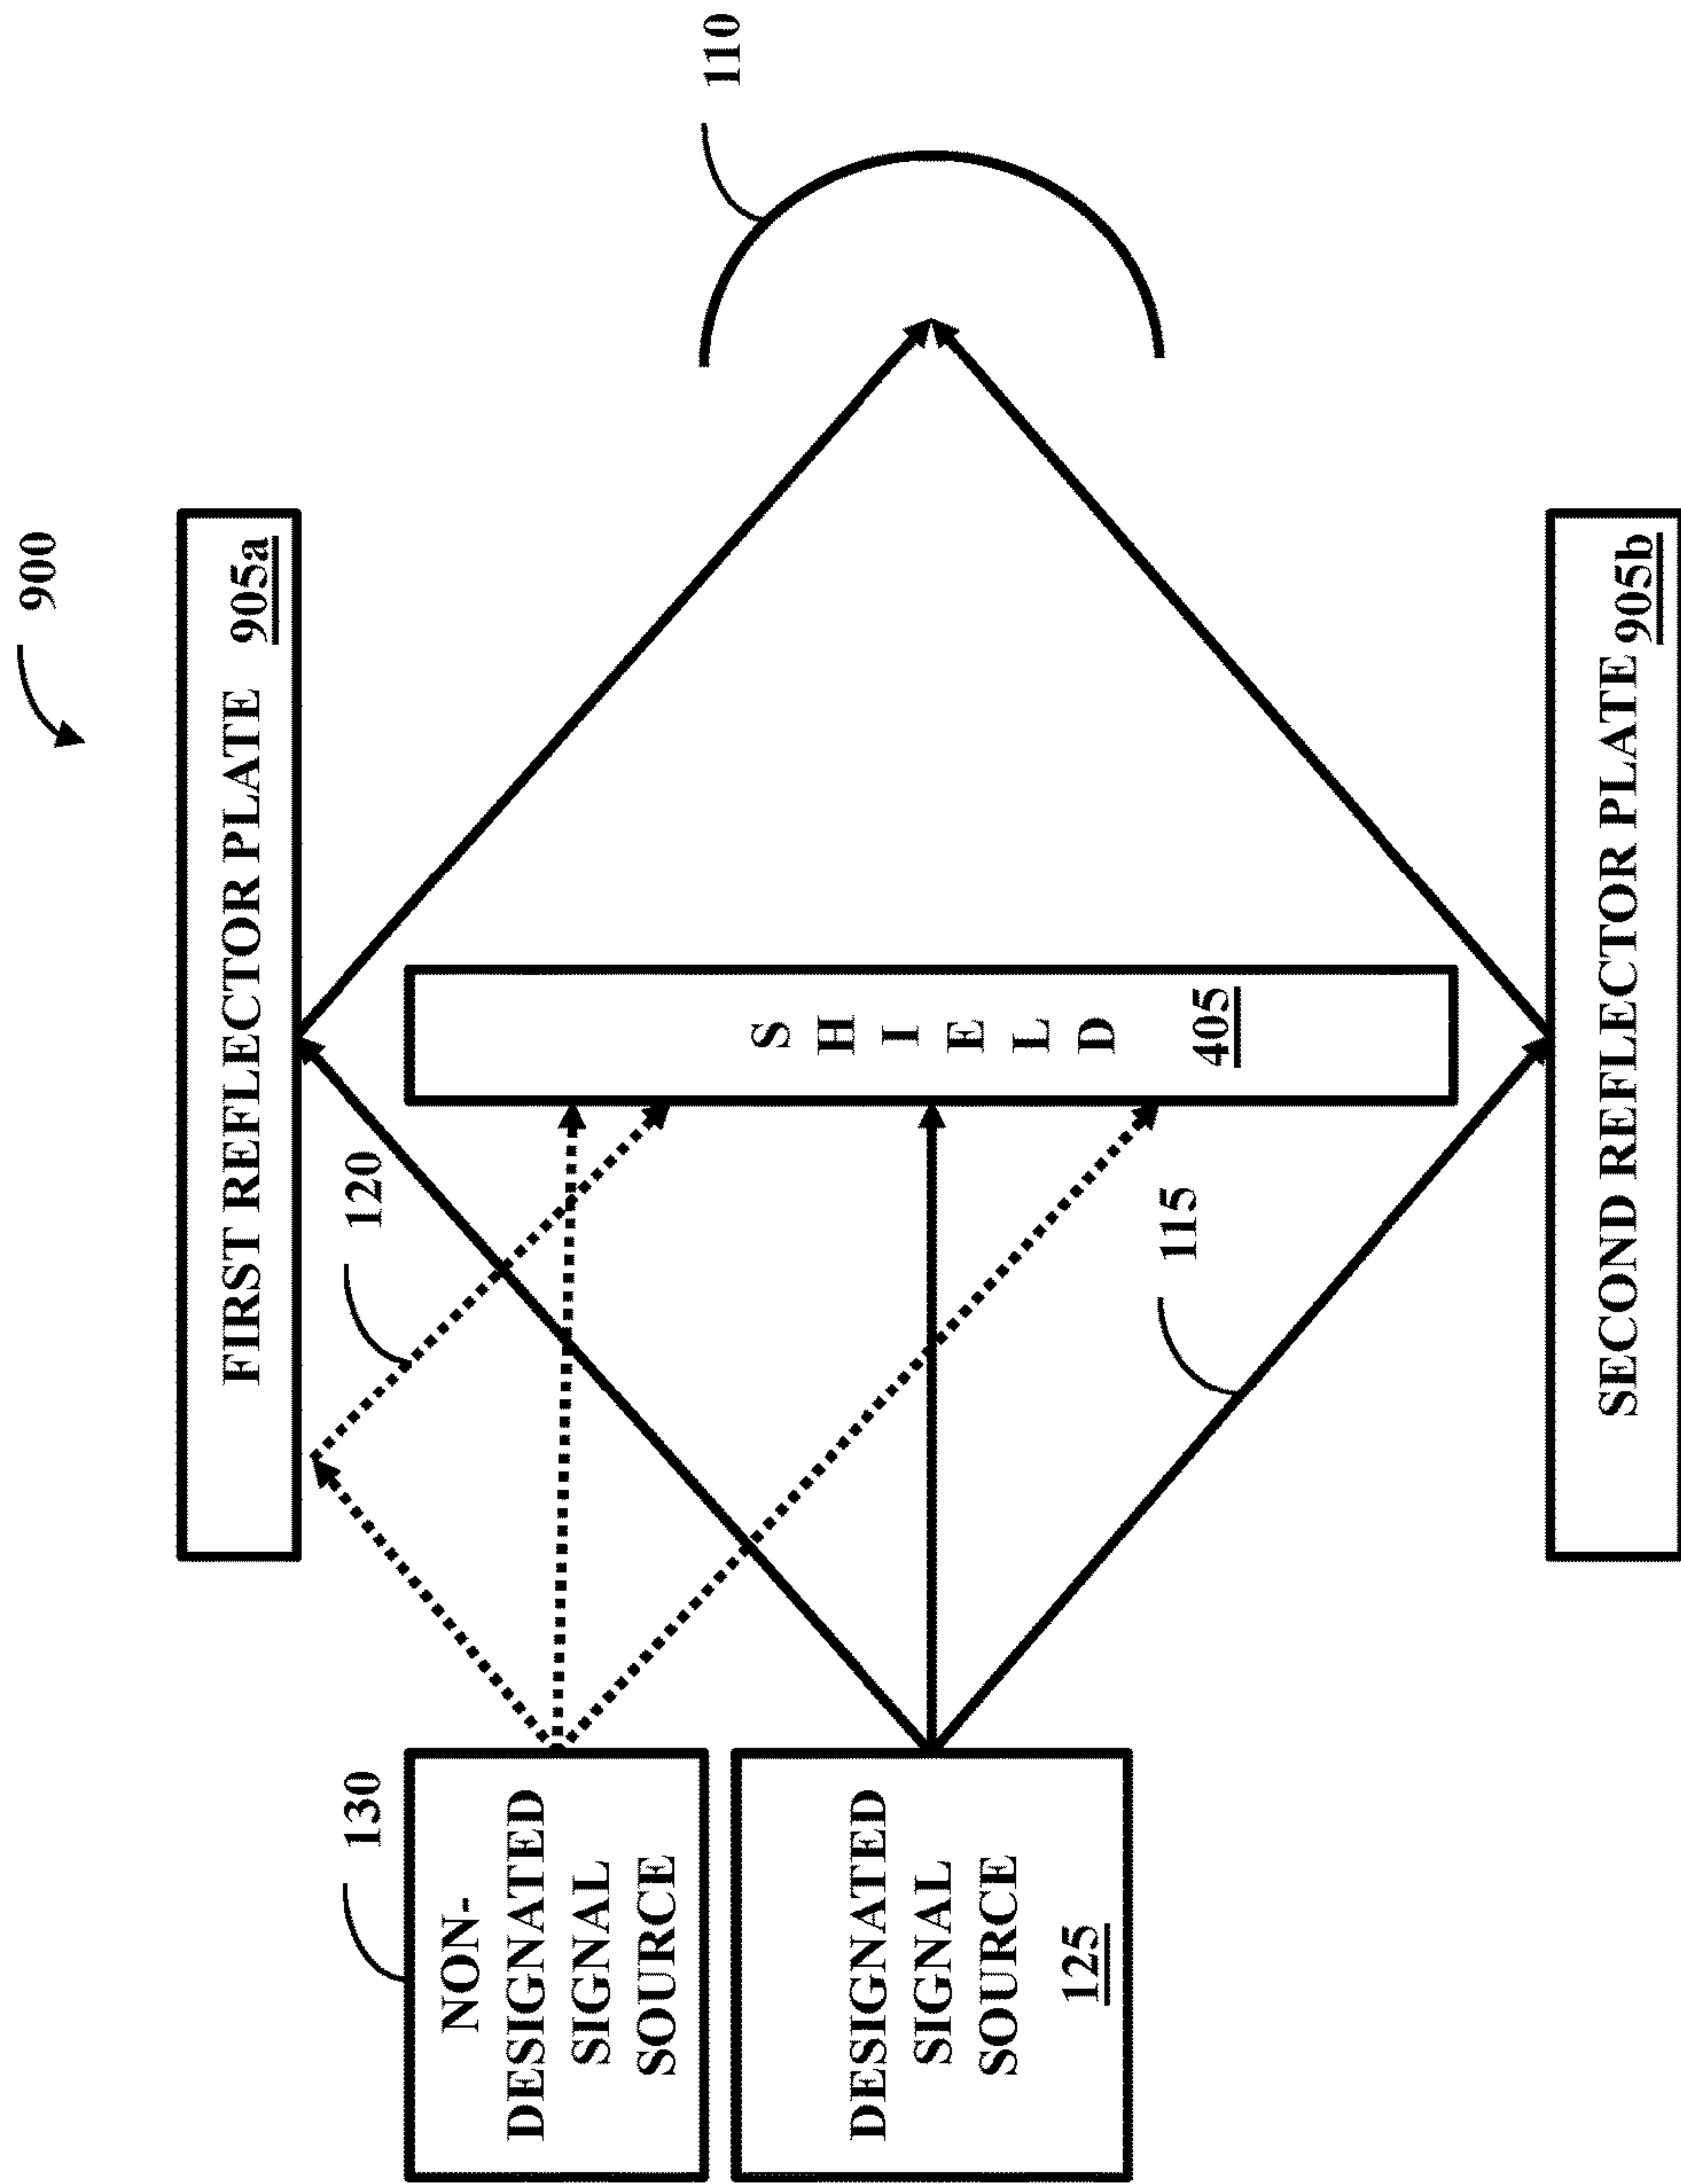 900
FIRST REFLECTOR PLATE 905a
110
120
130
NON-
DESIGNATED
SIGNAL
SOURCE
S
H
I
E
L
D
405
DESIGNATED
SIGNAL
SOURCE
125
115
SECOND REFLECTOR PLATE 905b